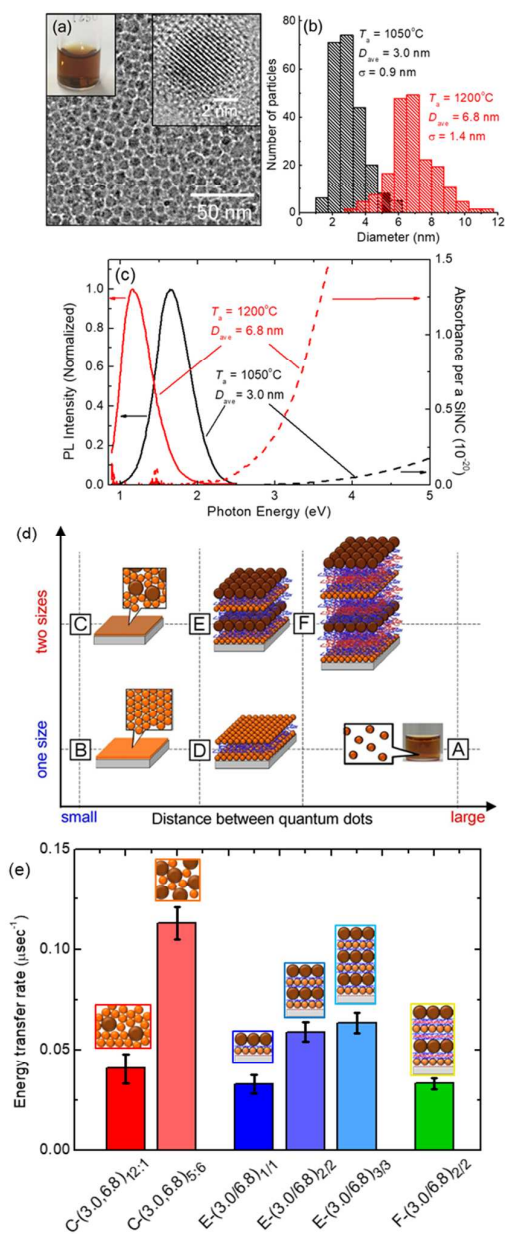 (a)
2 nm
50 nm
(b)
Number of particles
80
60
40
20
0
Tₐ = 1050°C
Dₐᵥₑ = 3.0 nm
σ = 0.9 nm
Tₐ = 1200°C
Dₐᵥₑ = 6.8 nm
σ = 1.4 nm
0 2 4 6 8 10 12
Diameter (nm)
(c)
PL Intensity (Normalized)
1.0
0.8
0.6
0.4
0.2
0.0
Tₐ = 1200°C
Dₐᵥₑ = 6.8 nm
Tₐ = 1050°C
Dₐᵥₑ = 3.0 nm
1.5
1.0
0.5
0.0
Absorbance per a SiNC (10⁻²⁰)
1 2 3 4 5
Photon Energy (eV)
(d)
two sizes
one size
C
E
F
B
D
A
small
Distance between quantum dots
large
(e)
Energy transfer rate (μsec⁻¹)
0.15
0.10
0.05
0.00
C-(3.0,6.8)₁₂:₁
C-(3.0,6.8)₅:₆
E-(3.0/6.8)₁/₁
E-(3.0/6.8)₂/₂
E-(3.0/6.8)₃/₃
F-(3.0/6.8)₂/₂